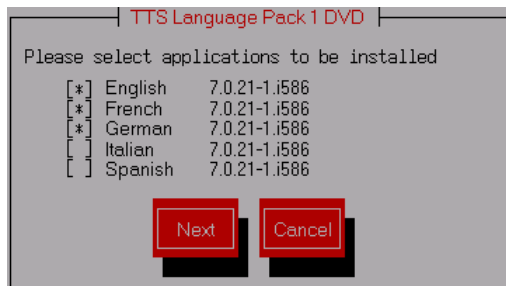 TTS Language Pack 1 DVD
Please select applications to be installed
[*] English 7.0.21-1.i586
[*] French 7.0.21-1.i586
[*] German 7.0.21-1.i586
[ ] Italian 7.0.21-1.i586
[ ] Spanish 7.0.21-1.i586
Next Cancel